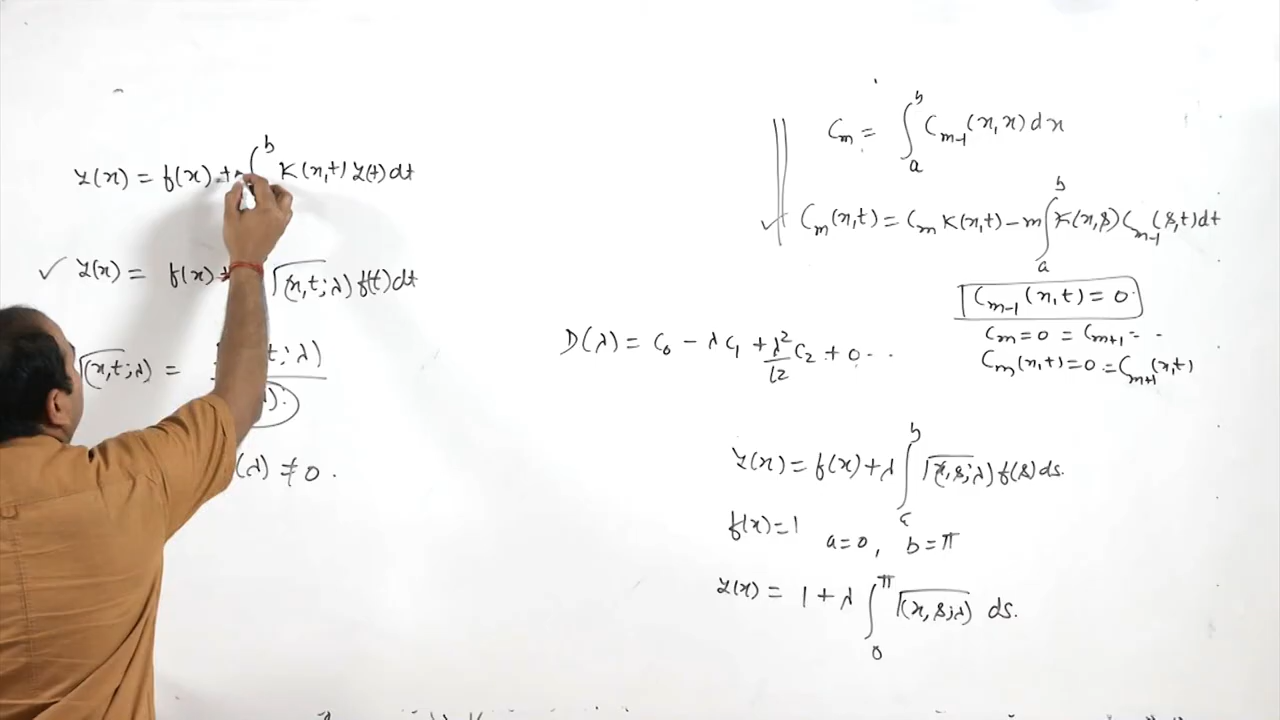 y(x) = f(x) + ∫_a^b K(x,t) y(t) dt
✓ y(x) = f(x) + Γ(x,t;λ) f(t) dt
Γ(x,t;λ) = t;λ)
(λ) ≠ 0.
C_m = ∫_a^b C_{m-1}(x,x) dx
✓ C_m(x,t) = C_m K(x,t) - m ∫_a^b K(x,s) C_{m-1}(s,t) dt
C_{m-1}(x,t) = 0.
C_m = 0 = C_{m+1} = - -
C_m(x,t) = 0 = C_{m+1}(x,t)
D(λ) = C_0 - λ C_1 + λ²/⌊2 C_2 + 0 - - .
y(x) = f(x) + λ ∫_a^b Γ(x,s;λ) f(s) ds.
f(x) = 1 a = 0, b = π
y(x) = 1 + λ ∫_0^π Γ(x,s;λ) ds.